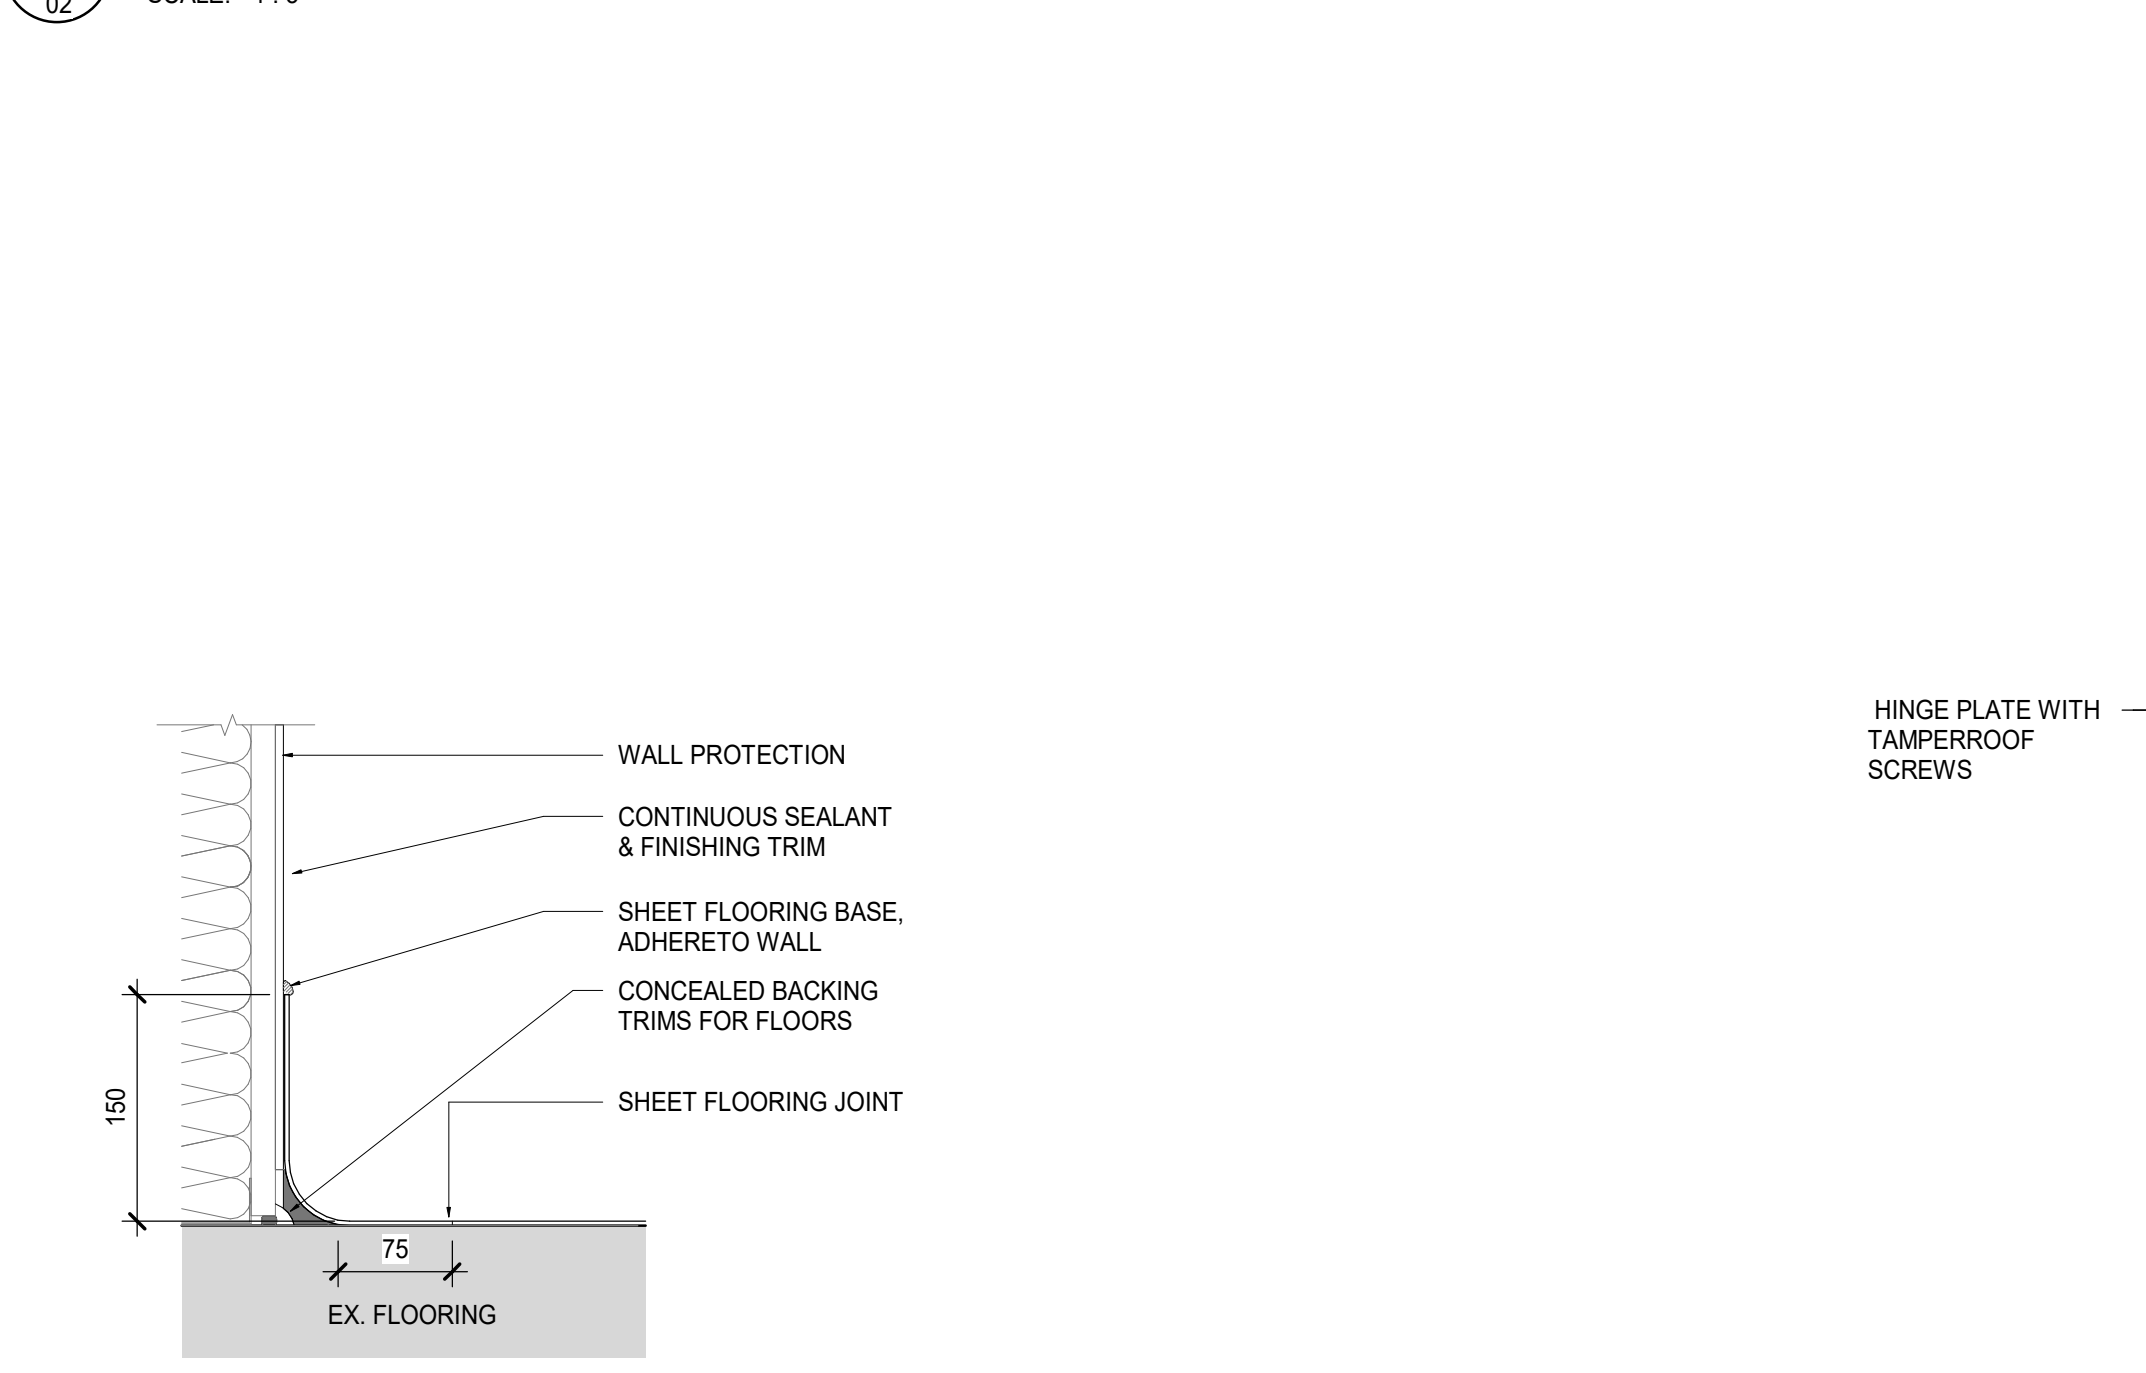 02
HINGE PLATE WITH
TAMPERROOF
SCREWS
WALL PROTECTION
CONTINUOUS SEALANT
& FINISHING TRIM
SHEET FLOORING BASE,
ADHERETO WALL
CONCEALED BACKING
TRIMS FOR FLOORS
150
SHEET FLOORING JOINT
75
EX. FLOORING